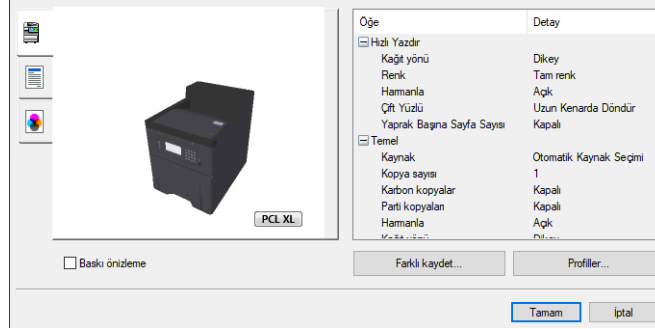 Öğe Detay
Hızlı Yazdır
Kağıt yönü Dikey
Renk Tam renk
Harmanla Açık
Çift Yüzlü Uzun Kenarda Döndür
Yaprak Başına Sayfa Sayısı Kapalı
Temel
Kaynak Otomatik Kaynak Seçimi
Kopya sayısı 1
Karbon kopyalar Kapalı
Parti kopyaları Kapalı
Harmanla Açık
PCL XL
Baskı önizleme
Farklı kaydet...
Profiller...
Tamam
İptal